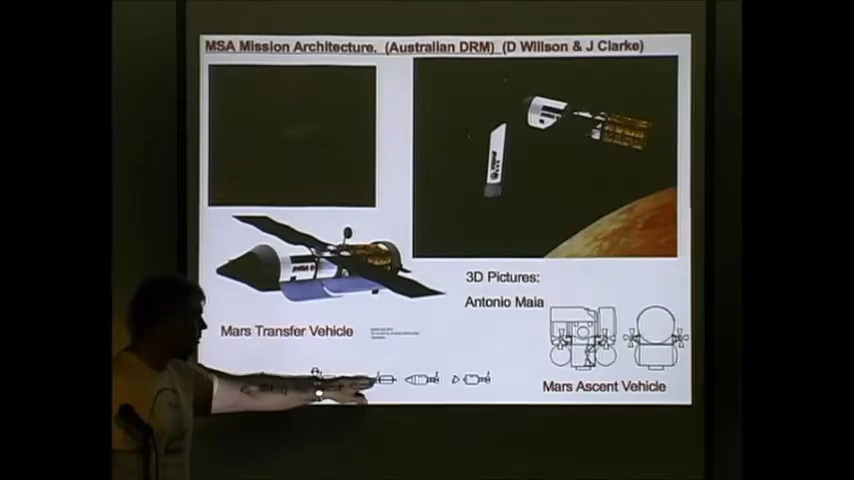 MSA Mission Architecture. (Australian DRM) (D Willson & J Clarke)
3D Pictures:
Antonio Maia
Mars Transfer Vehicle
Mars Ascent Vehicle